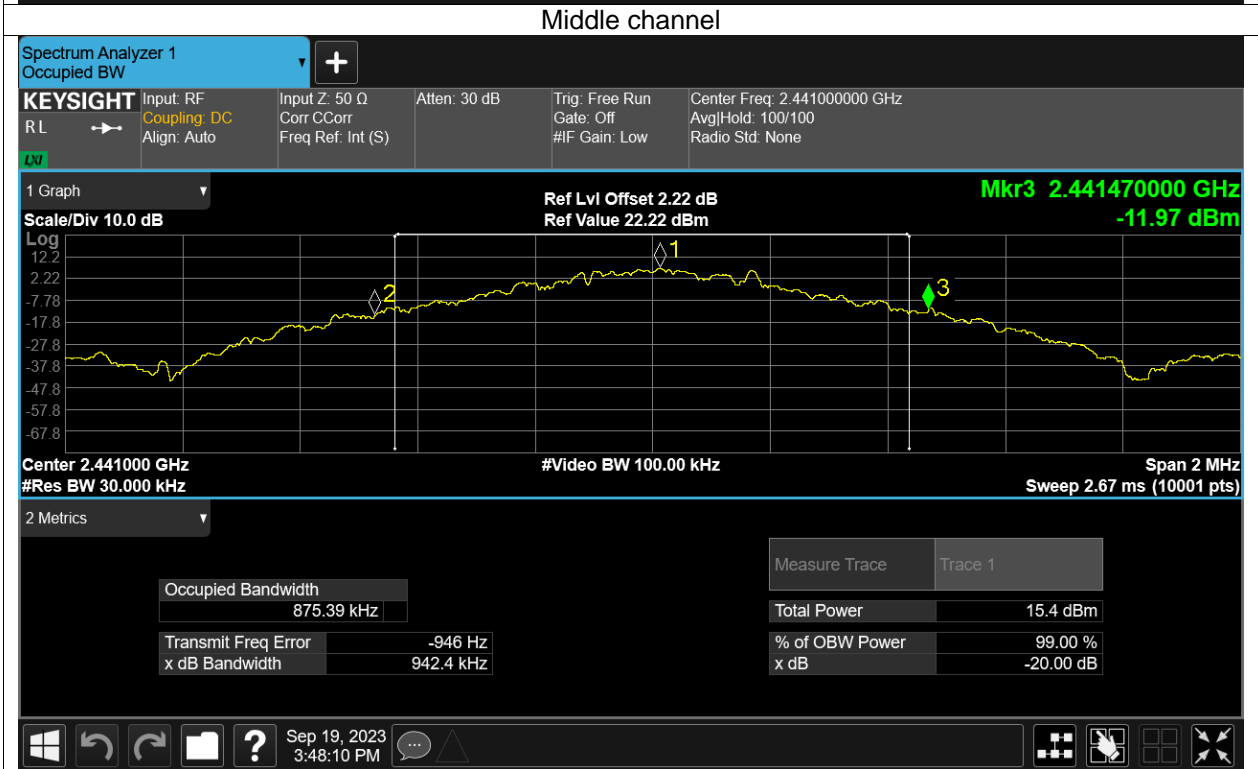 Middle channel
Spectrum Analyzer 1
Occupied BW
KEYSIGHT
R L
LXI
Input: RF
Coupling: DC
Align: Auto
Input Z: 50 Ω
Corr CCorr
Freq Ref: Int (S)
Atten: 30 dB
Trig: Free Run
Gate: Off
#IF Gain: Low
Center Freq: 2.441000000 GHz
Avg|Hold: 100/100
Radio Std: None
1 Graph
Scale/Div 10.0 dB
Ref Lvl Offset 2.22 dB
Ref Value 22.22 dBm
Mkr3 2.441470000 GHz
-11.97 dBm
Log
12.2
2.22
-7.78
-17.8
-27.8
-37.8
-47.8
-57.8
-67.8
1
2
3
Center 2.441000 GHz
#Video BW 100.00 kHz
Span 2 MHz
#Res BW 30.000 kHz
Sweep 2.67 ms (10001 pts)
2 Metrics
Measure Trace Trace 1
Occupied Bandwidth
875.39 kHz
Total Power 15.4 dBm
Transmit Freq Error -946 Hz
% of OBW Power 99.00 %
x dB Bandwidth 942.4 kHz
x dB -20.00 dB
?
Sep 19, 2023
3:48:10 PM